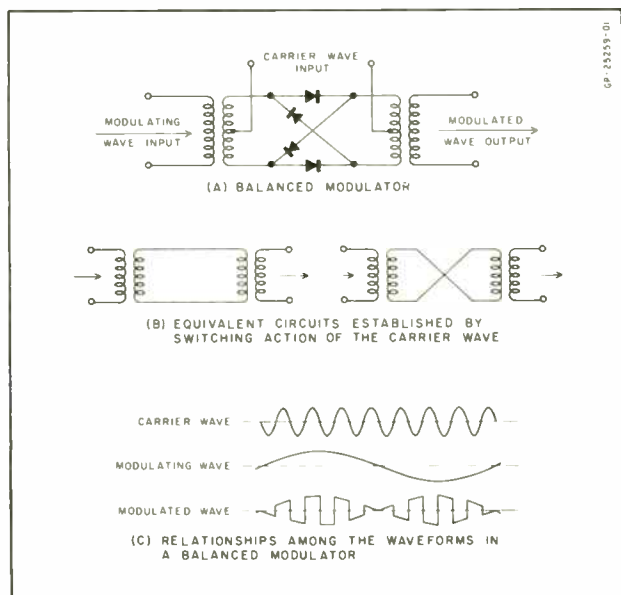 GP-25259-01
CARRIER WAVE
INPUT
MODULATING
WAVE INPUT
MODULATED
WAVE OUTPUT
(A) BALANCED MODULATOR
(B) EQUIVALENT CIRCUITS ESTABLISHED BY
SWITCHING ACTION OF THE CARRIER WAVE
CARRIER WAVE
MODULATING WAVE
MODULATED WAVE
(C) RELATIONSHIPS AMONG THE WAVEFORMS IN
A BALANCED MODULATOR